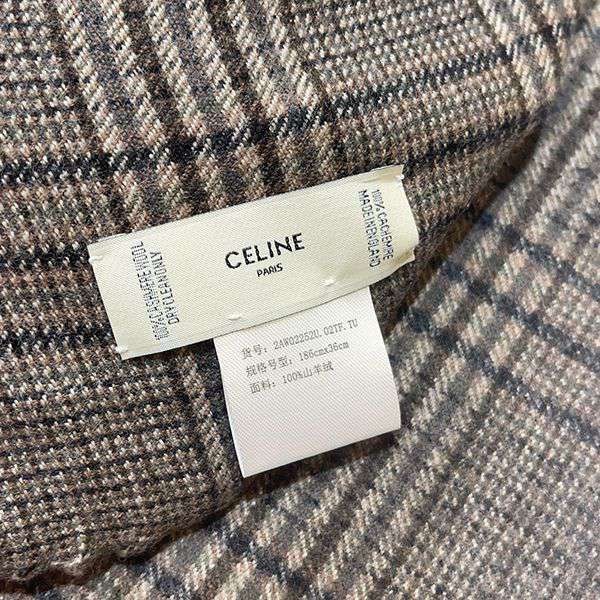 100% CASHMERE WOOL
DRY CLEAN ONLY
CELINE
PARIS
100% CACHEMIRE
MADE IN ENGLAND
货号: 2AW02252U.02TF.TU
规格号型: 186cmx36cm
面料: 100%山羊绒